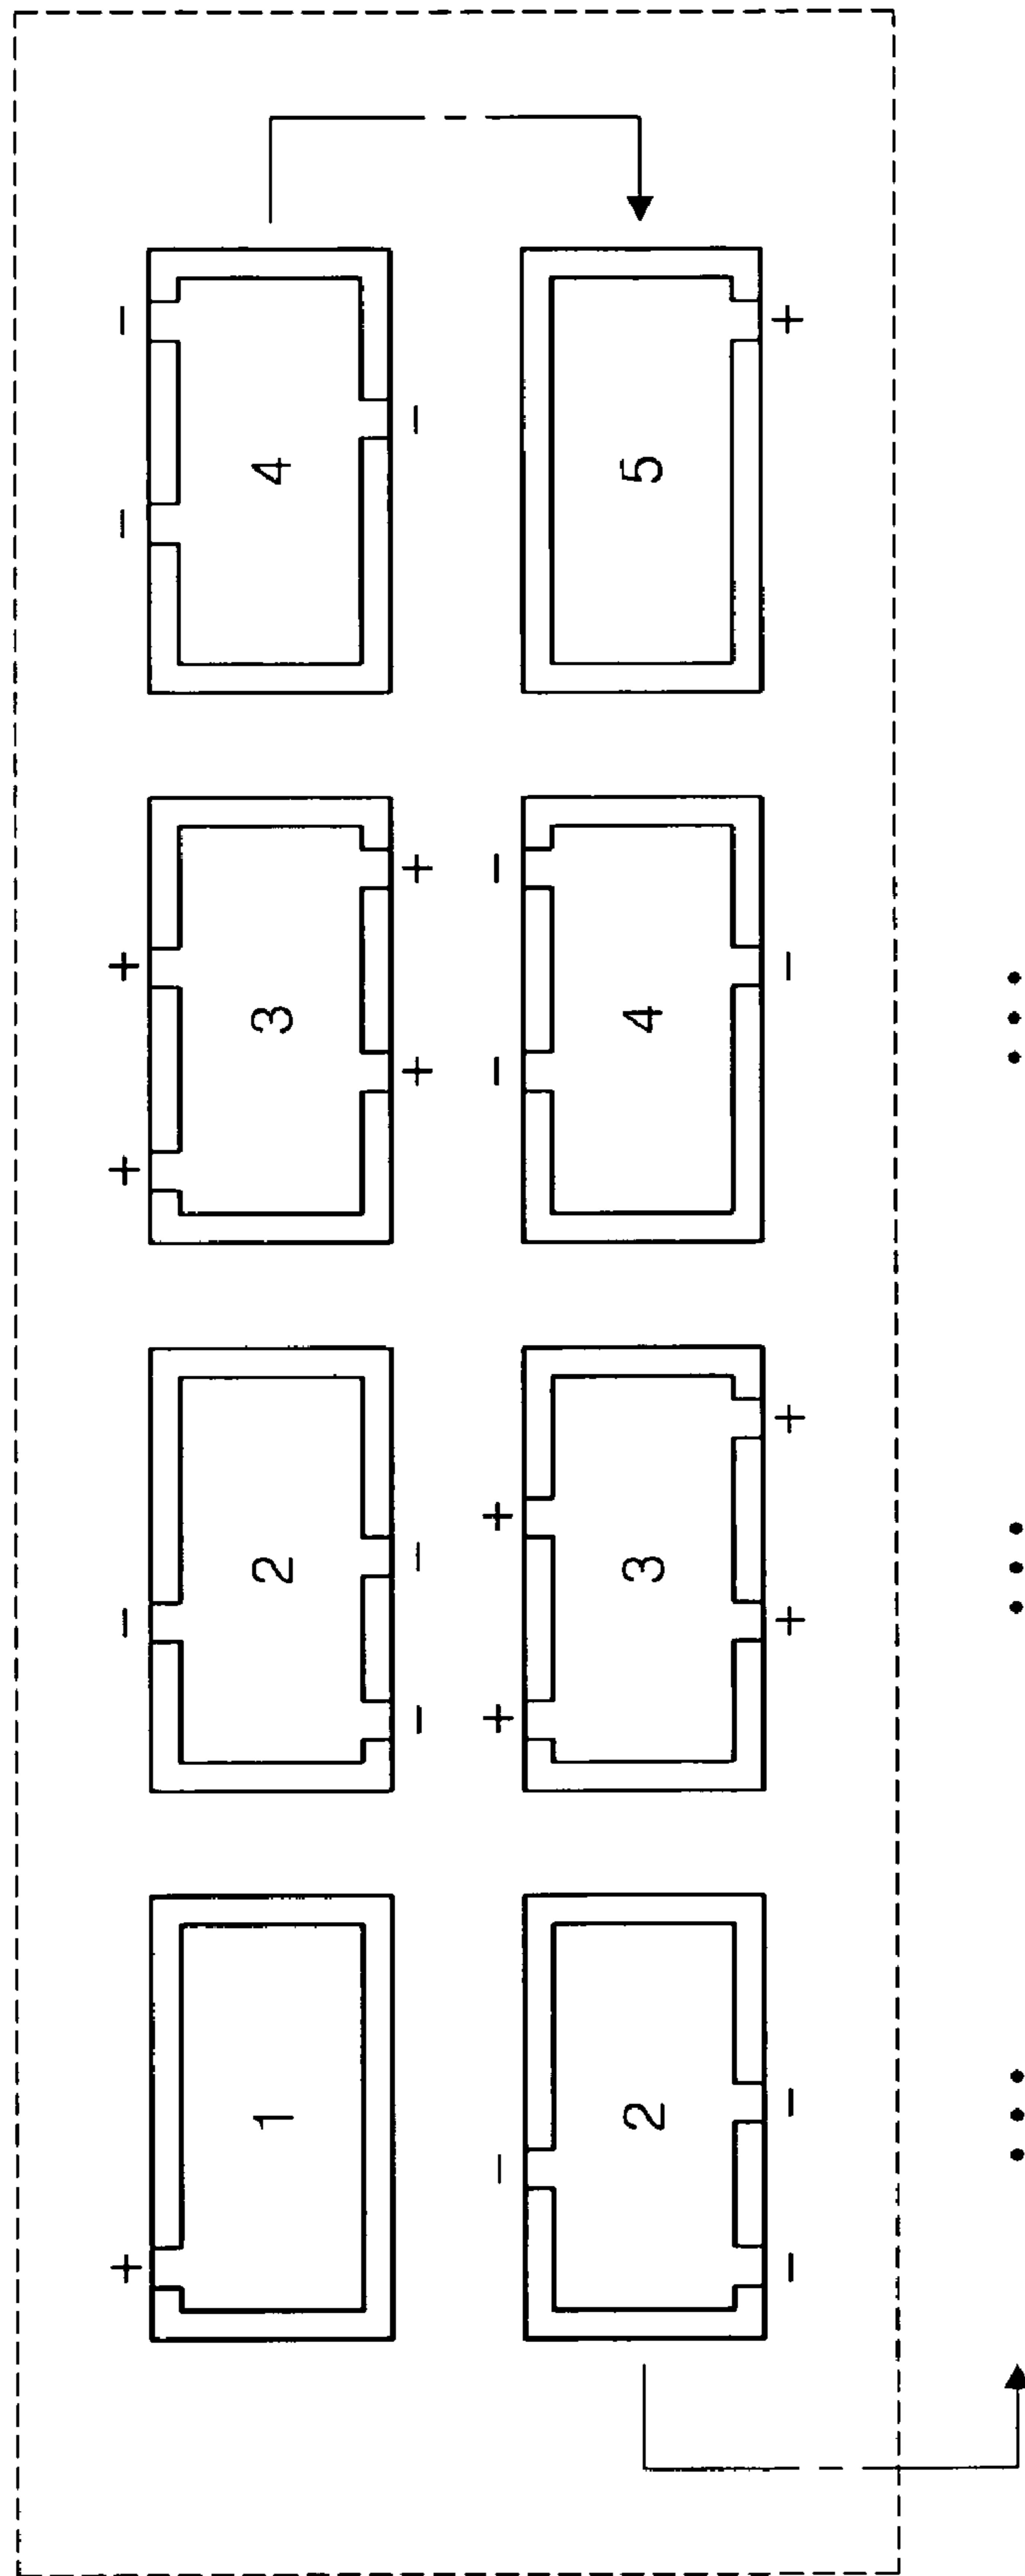 + − + + − −
1 2 3 4
− − + + −
− + + − −
2 3 4 5
− − + + − +